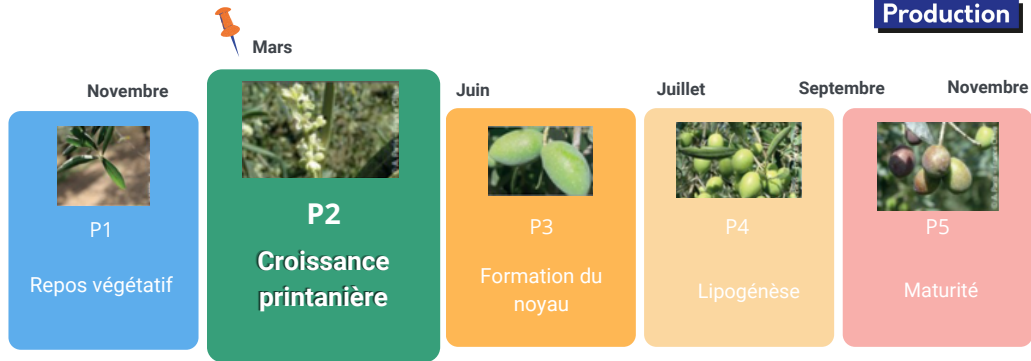 Production
Mars
Novembre
Juin
Juillet
Septembre
Novembre
P1
Repos végétatif
P2
Croissance
printanière
P3
Formation du
noyau
P4
Lipogénèse
P5
Maturité